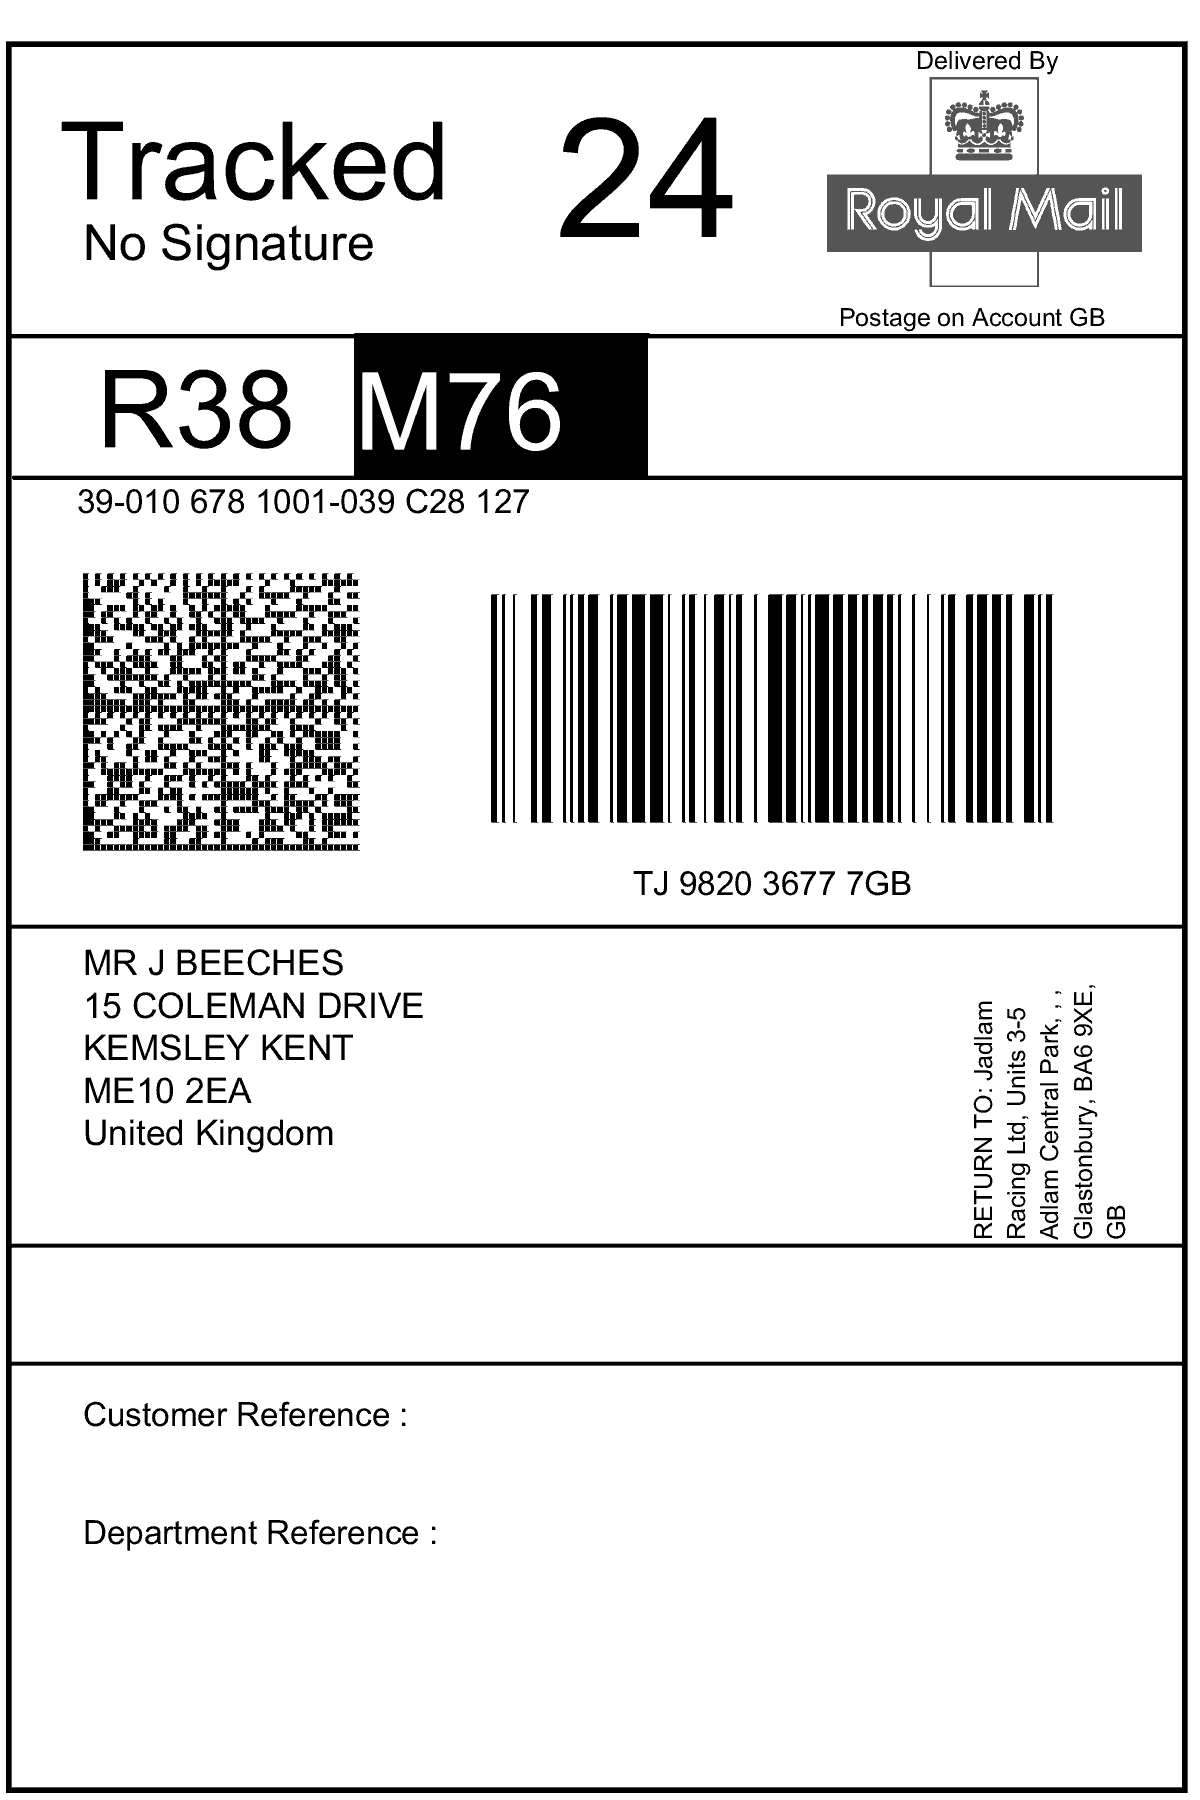 Delivered By
Tracked 24
No Signature
Royal Mail
Postage on Account GB
R38 M76
39-010 678 1001-039 C28 127
TJ 9820 3677 7GB
MR J BEECHES
15 COLEMAN DRIVE
KEMSLEY KENT
ME10 2EA
United Kingdom
RETURN TO: Jadlam
Racing Ltd, Units 3-5
Adlam Central Park, , ,
Glastonbury, BA6 9XE,
GB
Customer Reference :
Department Reference :